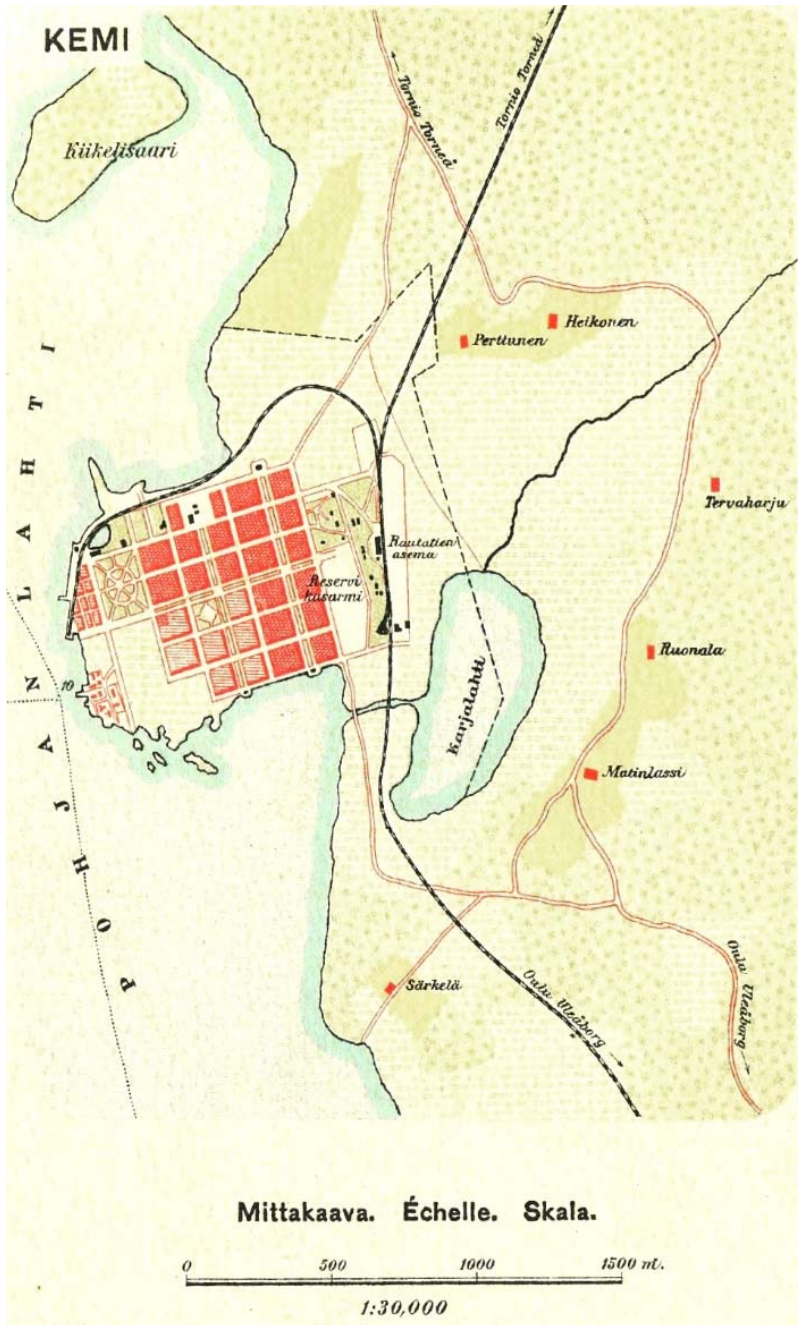 KEMI
Kiikelisaari
Tornio Torneå
Tornio Torneå
Heikonen
Perttunen
Tervaharju
Rautatien
asema
Reservi
kasarmi
Ruonala
Karjalahti
10
Matinlassi
POHJANLAHTI
Särkelä
Oulu Uleåborg
Oulu Uleåborg
Mittakaava. Échelle. Skala.
0 500 1000 1500 m.
1:30,000